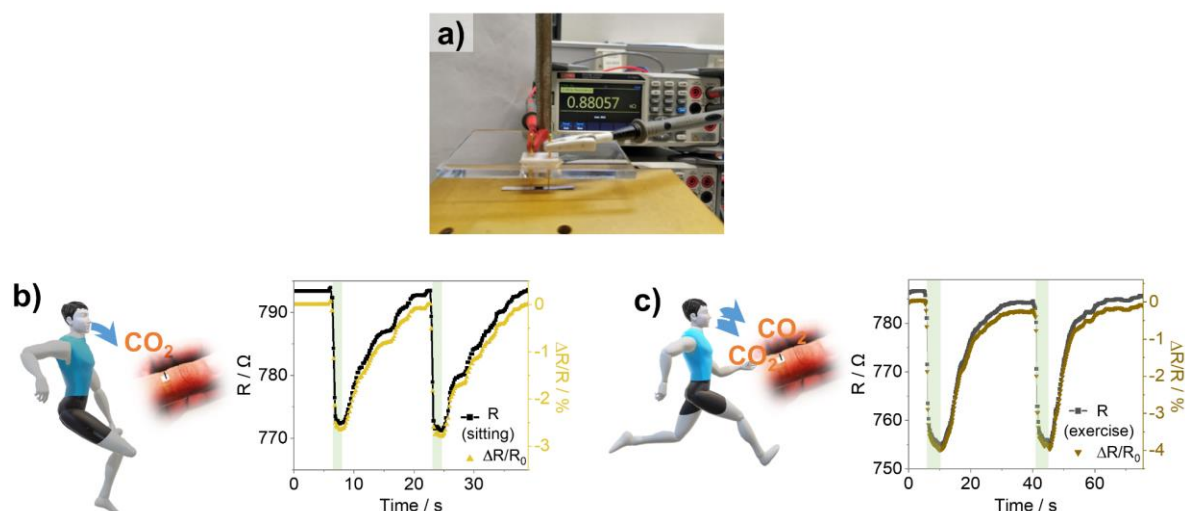 a)
0.88057
b)
CO2
R / Ω
790
780
770
0
-1
-2
-3
ΔR/R / %
R
(sitting)
ΔR/R0
0 10 20 30
Time / s
c)
CO2
CO2
R / Ω
780
770
760
750
0
-1
-2
-3
-4
ΔR/R / %
R
(exercise)
ΔR/R0
0 20 40 60
Time / s